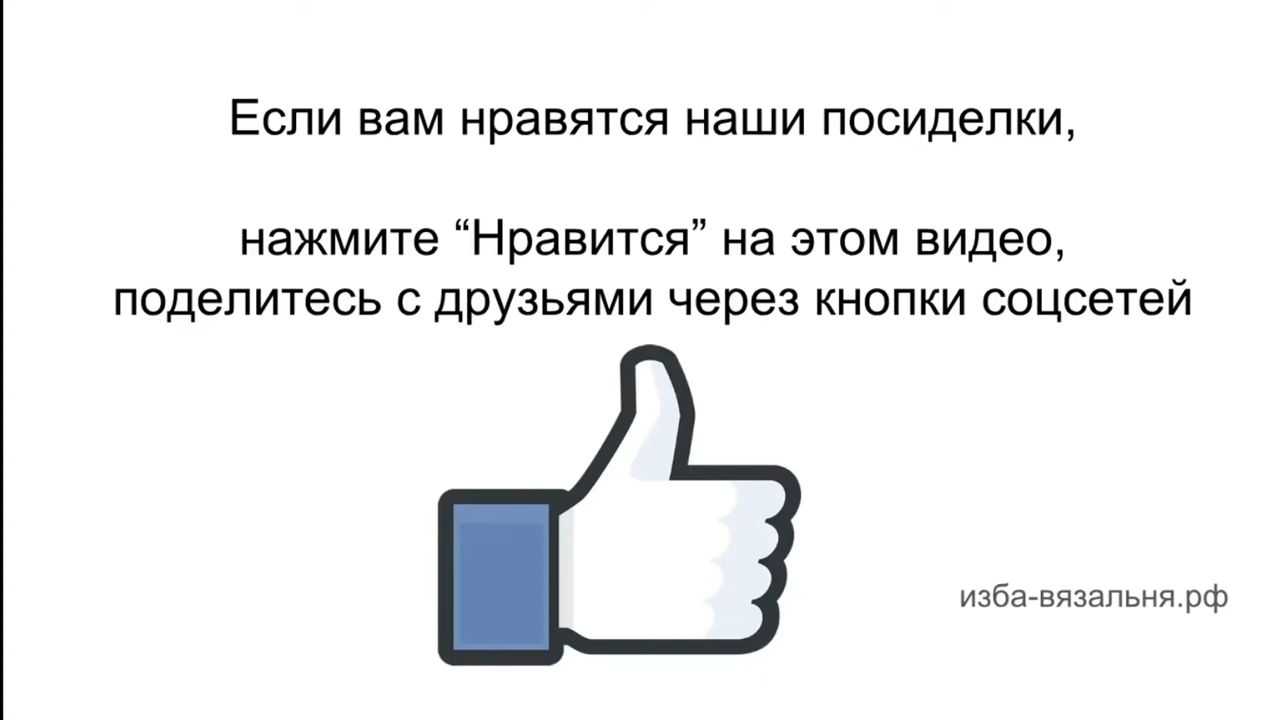 Если вам нравятся наши посиделки,
нажмите “Нравится” на этом видео,
поделитесь с друзьями через кнопки соцсетей
изба-вязальня.рф